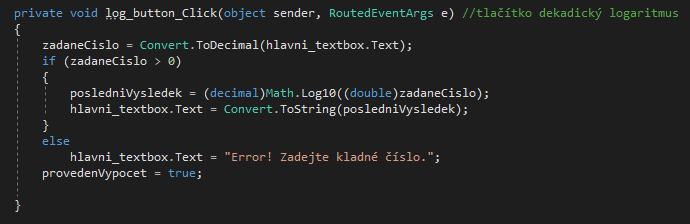 private void log_button_Click(object sender, RoutedEventArgs e) //tlačítko dekadický logaritmus
{
zadaneCislo = Convert.ToDecimal(hlavni_textbox.Text);
if (zadaneCislo > 0)
{
posledniVysledek = (decimal)Math.Log10((double)zadaneCislo);
hlavni_textbox.Text = Convert.ToString(posledniVysledek);
}
else
hlavni_textbox.Text = "Error! Zadejte kladné číslo.";
provedenVypocet = true;
}